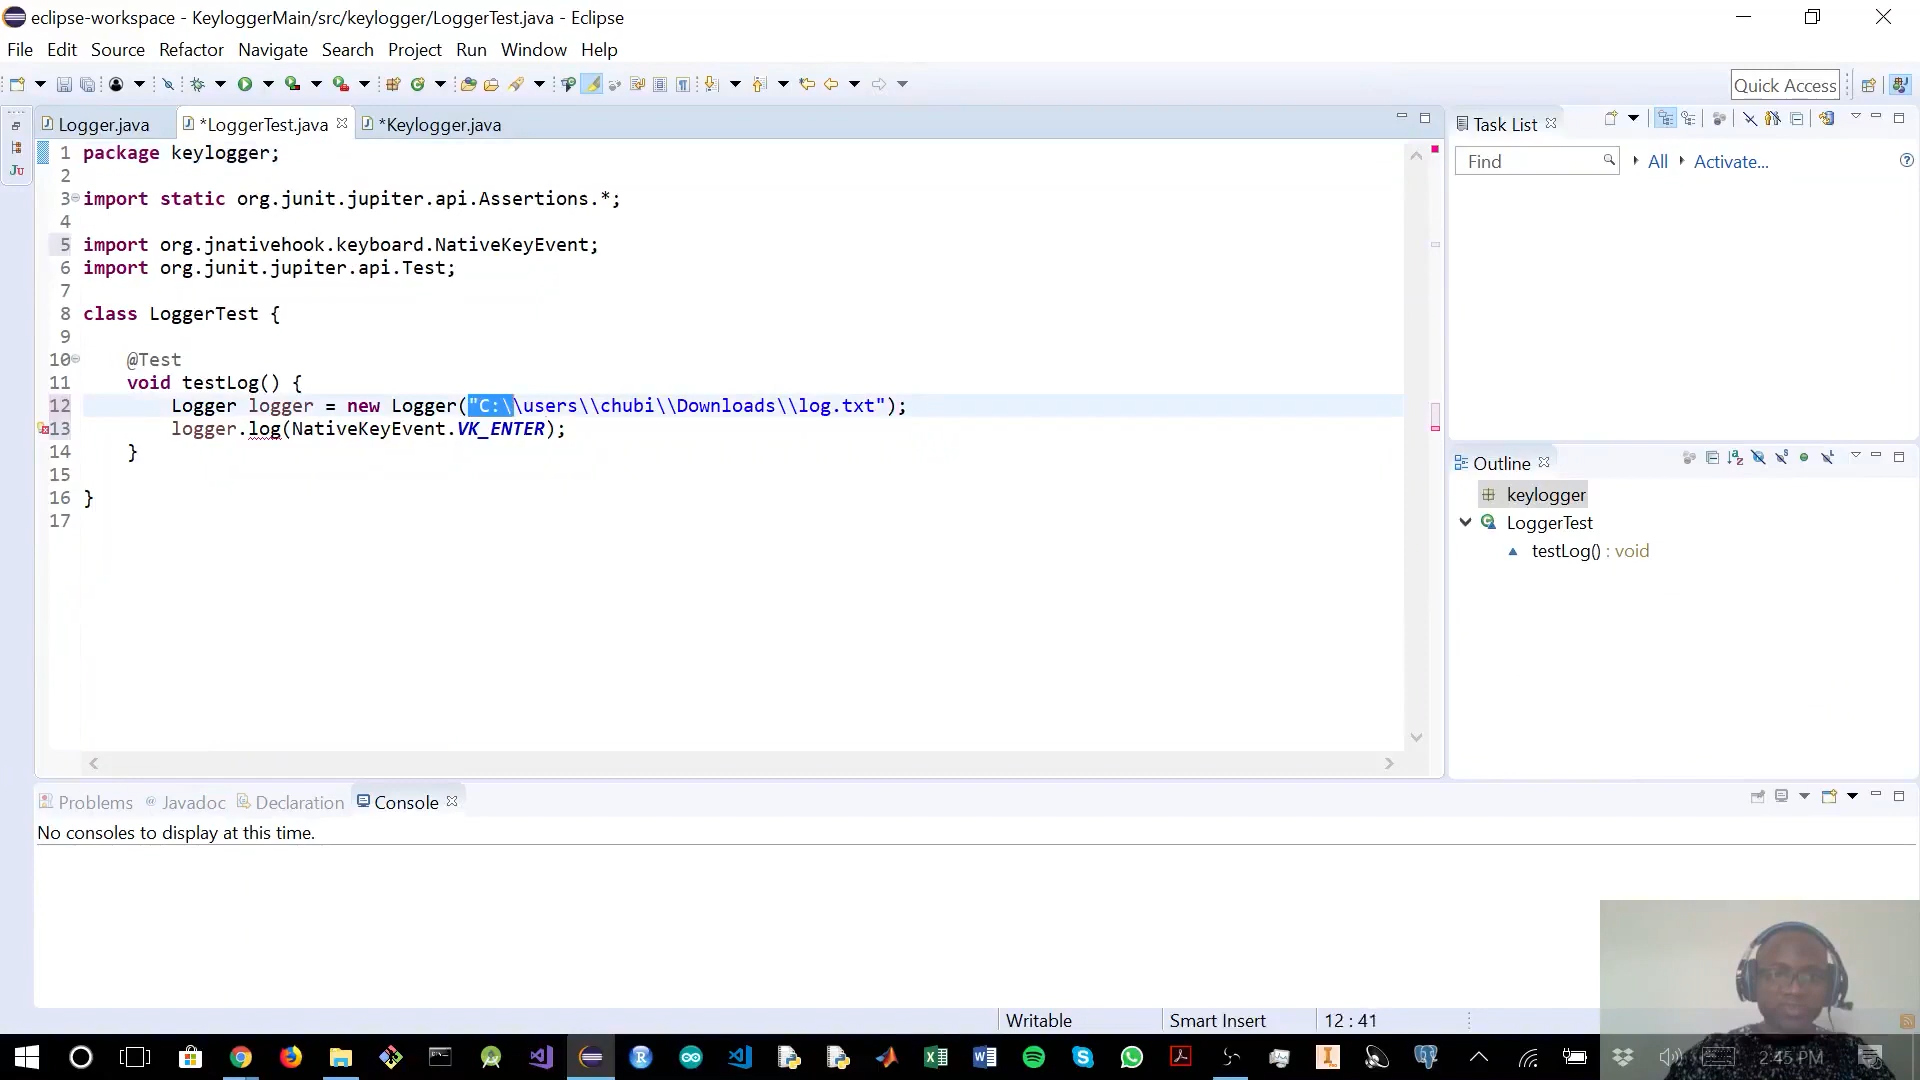 eclipse-workspace - KeyloggerMain/src/keylogger/LoggerTest.java - Eclipse
File Edit Source Refactor Navigate Search Project Run Window Help
Quick Access
Logger.java *LoggerTest.java *Keylogger.java
1 package keylogger;
2
3 import static org.junit.jupiter.api.Assertions.*;
4
5 import org.jnativehook.keyboard.NativeKeyEvent;
6 import org.junit.jupiter.api.Test;
7
8 class LoggerTest {
9
10 @Test
11 void testLog() {
12 Logger logger = new Logger("C:\\users\\chubi\\Downloads\\log.txt");
13 logger.log(NativeKeyEvent.VK_ENTER);
14 }
15
16 }
17
Task List
Find All Activate...
Outline
keylogger
LoggerTest
testLog() : void
Problems Javadoc Declaration Console
No consoles to display at this time.
Writable Smart Insert 12 : 41
2:45 PM